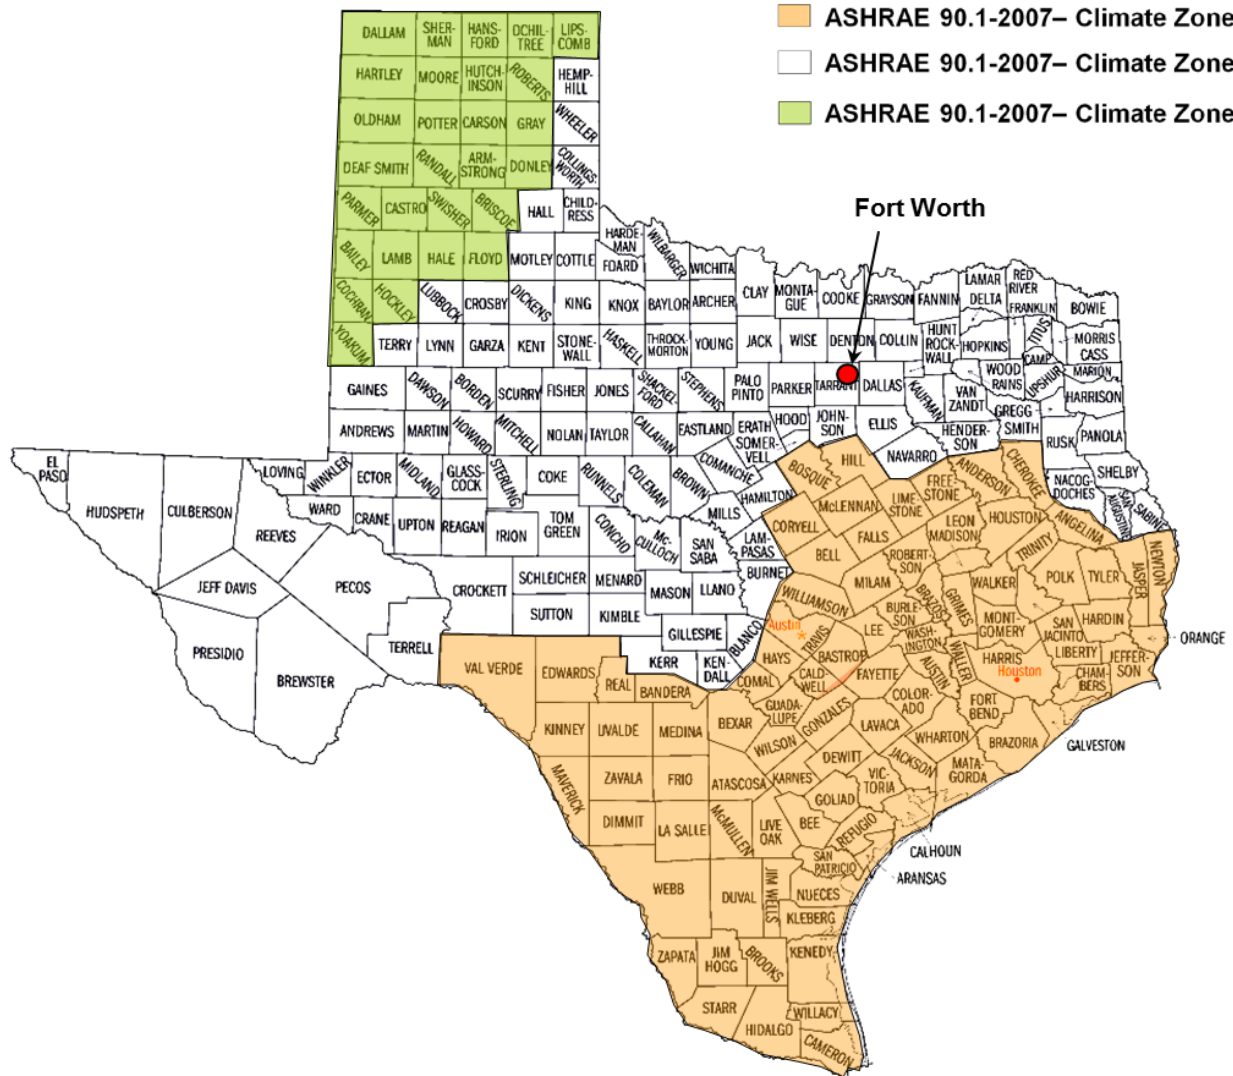 ASHRAE 90.1-2007– Climate Zone
ASHRAE 90.1-2007– Climate Zone
ASHRAE 90.1-2007– Climate Zone
Fort Worth
DALLAM
SHER-
MAN
HANS-
FORD
OCHIL-
TREE
LIPS-
COMB
HARTLEY
MOORE
HUTCH-
INSON
ROBERTS
HEMP-
HILL
OLDHAM
POTTER
CARSON
GRAY
WHEELER
DEAF SMITH
RANDALL
ARM-
STRONG
DONLEY
COLLINGS-
WORTH
PARMER
CASTRO
SWISHER
BRISCOE
HALL
CHILD-
RESS
BAILEY
LAMB
HALE
FLOYD
MOTLEY
COTTLE
HARDE-
MAN
FOARD
WILBARGER
WICHITA
COCHRAN
HOCKLEY
LUBBOCK
CROSBY
DICKENS
KING
KNOX
BAYLOR
ARCHER
CLAY
MONTA-
GUE
COOKE
GRAYSON
FANNIN
LAMAR
DELTA
RED
RIVER
FRANKLIN
BOWIE
YOAKUM
TERRY
LYNN
GARZA
KENT
STONE-
WALL
HASKELL
THROCK-
MORTON
YOUNG
JACK
WISE
DENTON
COLLIN
HUNT
ROCK-
WALL
HOPKINS
TITUS
CAMP
MORRIS
CASS
MARION
GAINES
DAWSON
BORDEN
SCURRY
FISHER
JONES
SHACKEL-
FORD
STEPHENS
PALO
PINTO
PARKER
TARRANT
DALLAS
KAUFMAN
VAN
ZANDT
WOOD
RAINS
UPSHUR
HARRISON
ANDREWS
MARTIN
HOWARD
MITCHELL
NOLAN
TAYLOR
CALLAHAN
EASTLAND
ERATH
SOMER-
VELL
HOOD
JOHN-
SON
ELLIS
HENDER-
SON
GREGG
SMITH
RUSK
PANOLA
EL
PASO
HUDSPETH
CULBERSON
LOVING
WINKLER
ECTOR
MIDLAND
GLASS-
COCK
STERLING
COKE
RUNNELS
COLEMAN
BROWN
COMANCHE
HAMILTON
BOSQUE
HILL
NAVARRO
FREE-
STONE
ANDERSON
CHEROKEE
NACOG-
DOCHES
SHELBY
SAN
AUGUSTINE
SABINE
REEVES
WARD
CRANE
UPTON
REAGAN
IRION
TOM
GREEN
CONCHO
MC-
CULLOCH
SAN
SABA
MILLS
LAM-
PASAS
CORYELL
McLENNAN
LIME-
STONE
FALLS
LEON
MADISON
HOUSTON
ANGELINA
TRINITY
JEFF DAVIS
PECOS
CROCKETT
SCHLEICHER
MENARD
MASON
LLANO
BURNET
BELL
MILAM
ROBERT-
SON
BRAZOS
GRIMES
WALKER
POLK
TYLER
JASPER
NEWTON
PRESIDIO
BREWSTER
TERRELL
SUTTON
KIMBLE
GILLESPIE
BLANCO
WILLIAMSON
Austin
TRAVIS
LEE
BURLE-
SON
WASH-
INGTON
MONT-
GOMERY
SAN
JACINTO
HARDIN
ORANGE
LIBERTY
JEFFER-
SON
VAL VERDE
EDWARDS
REAL
KERR
KEN-
DALL
BANDERA
COMAL
HAYS
CALD-
WELL
BASTROP
FAYETTE
AUSTIN
WALLER
HARRIS
Houston
CHAM-
BERS
KINNEY
UVALDE
MEDINA
BEXAR
GUADA-
LUPE
GONZALES
COLOR-
ADO
FORT
BEND
BRAZORIA
GALVESTON
MAVERICK
ZAVALA
FRIO
ATASCOSA
WILSON
KARNES
DEWITT
LAVACA
WHARTON
JACKSON
MATA-
GORDA
DIMMIT
LA SALLE
McMULLEN
LIVE
OAK
BEE
GOLIAD
VIC-
TORIA
REFUGIO
CALHOUN
ARANSAS
SAN
PATRICIO
WEBB
DUVAL
JIM WELLS
NUECES
KLEBERG
ZAPATA
JIM
HOGG
BROOKS
KENEDY
STARR
HIDALGO
WILLACY
CAMERON